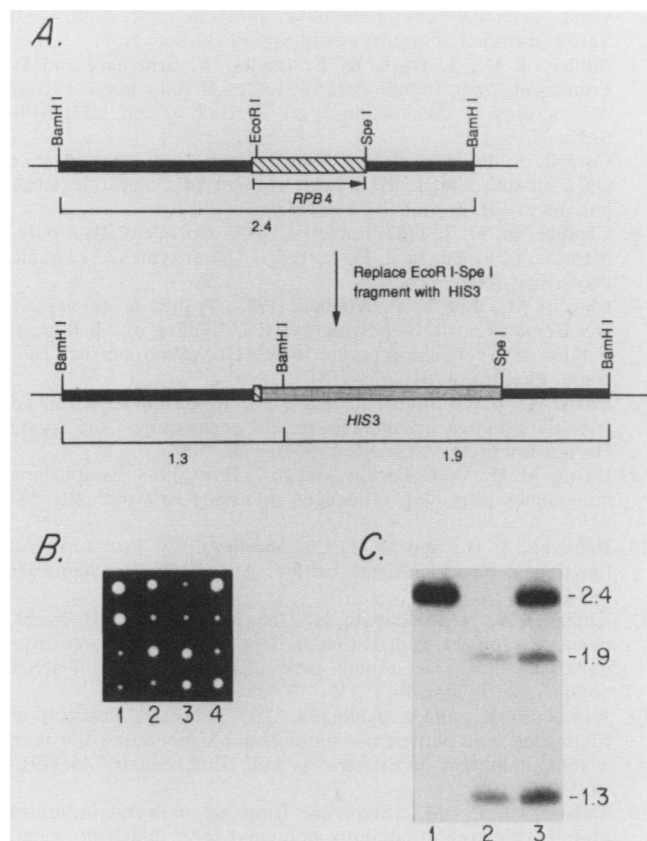 A.
BamH I
EcoR I
Spe I
BamH I
RPB4
2.4
Replace EcoR I-Spe I
fragment with HIS3
BamH I
BamH I
Spe
BamH I
HIS3
1.3
1.9
B.
C.
1 2 3 4
-2.4
-1.9
-1.3
1 2 3